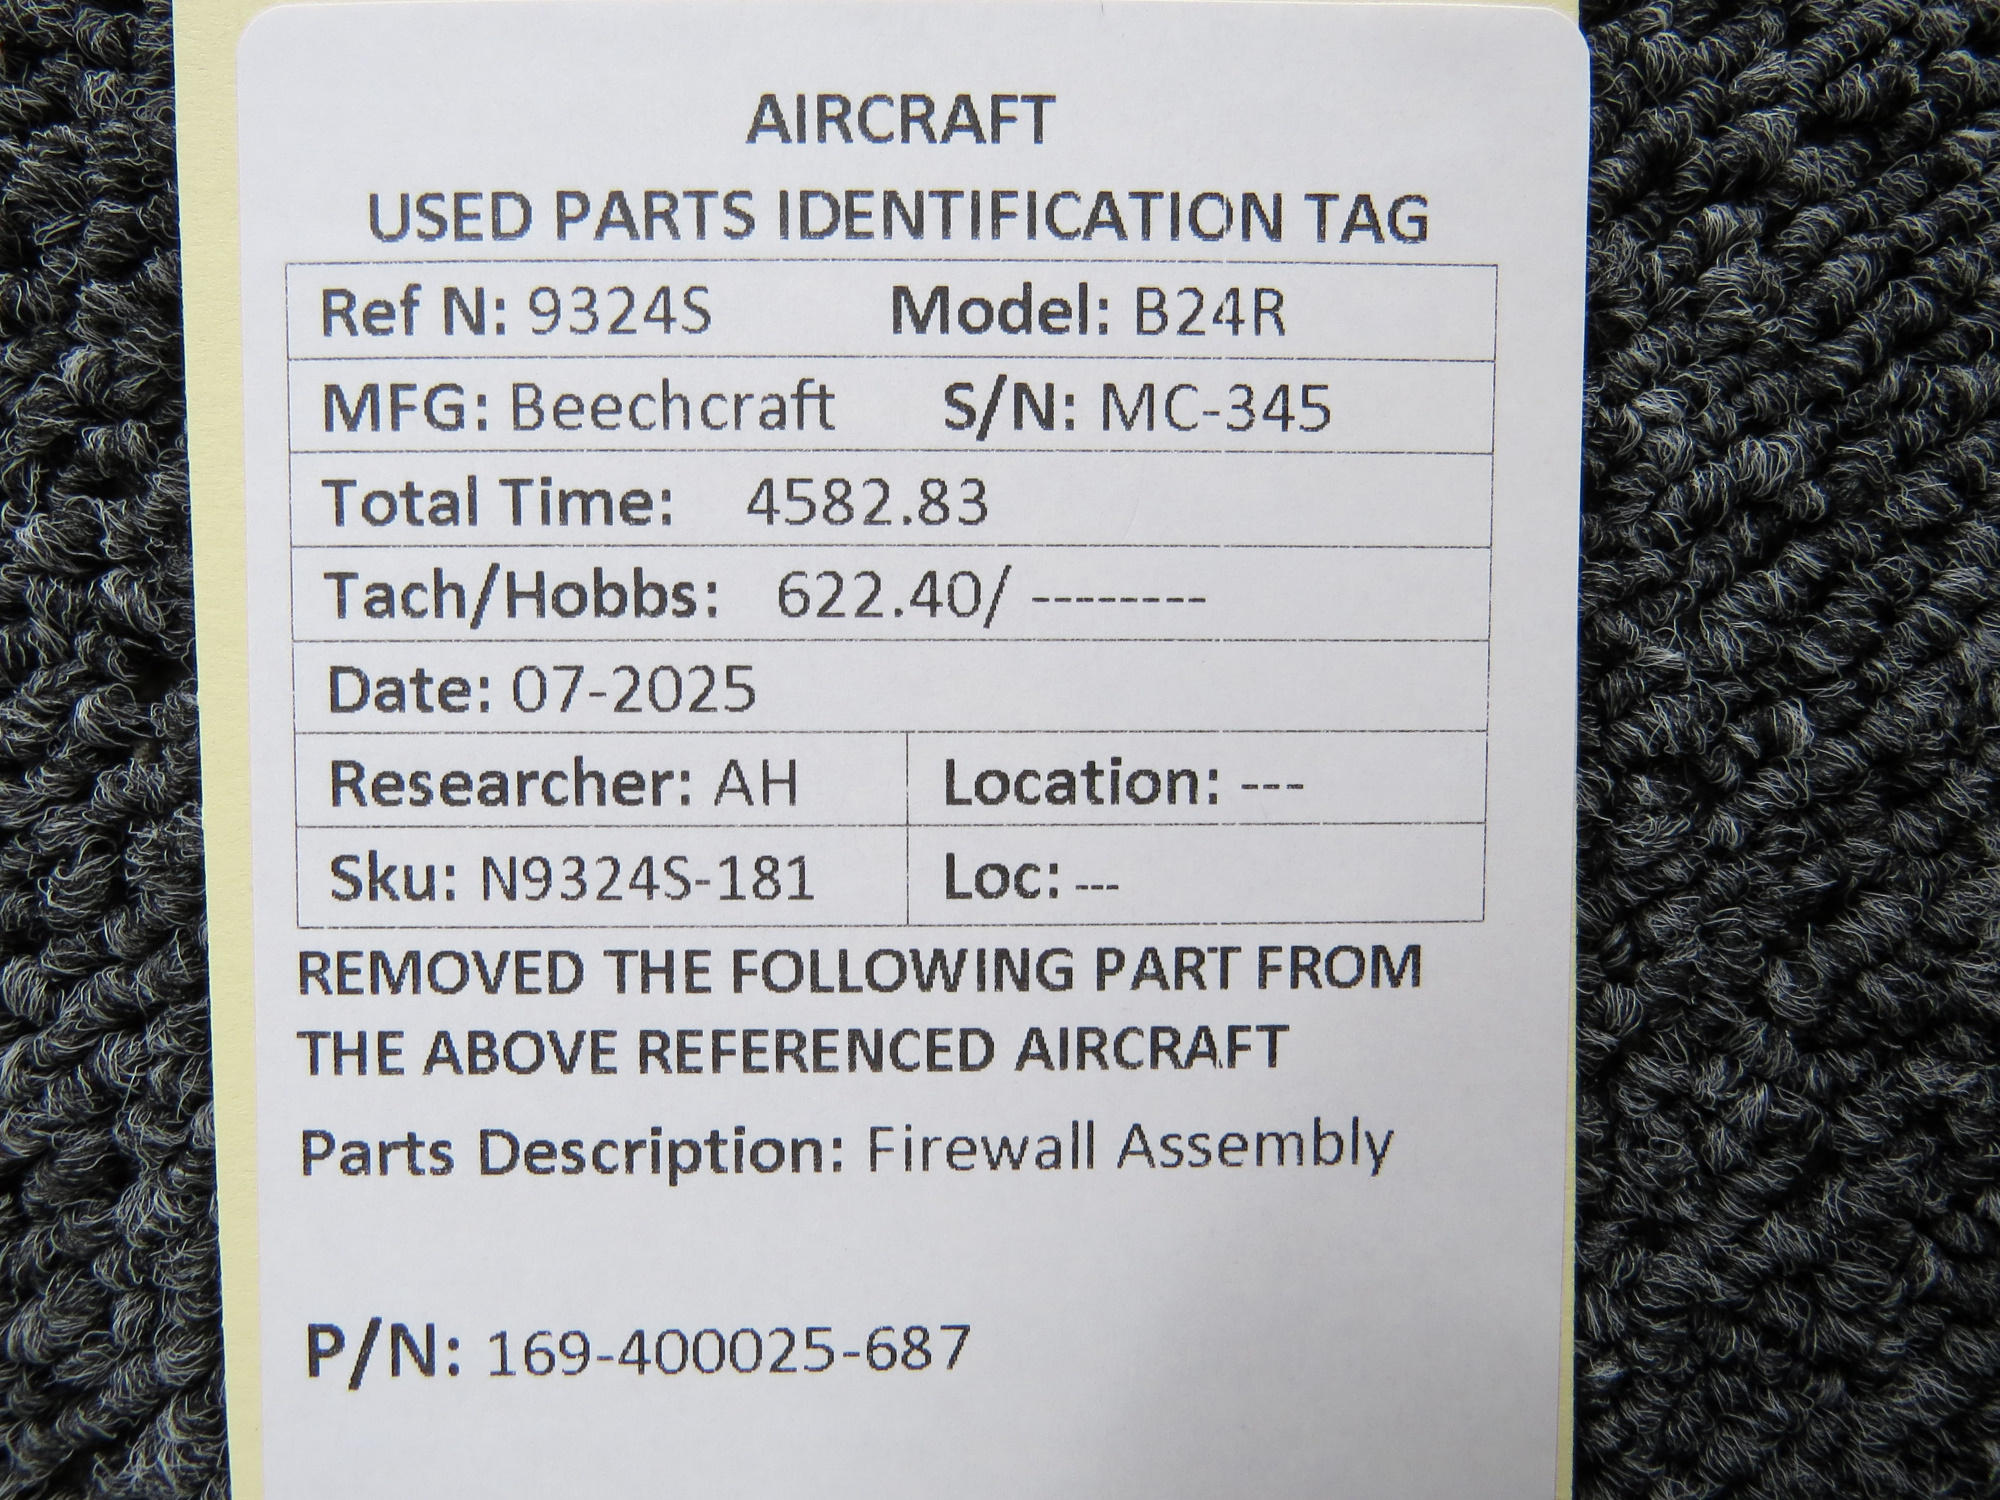 AIRCRAFT
USED PARTS IDENTIFICATION TAG
Ref N: 9324S Model: B24R
MFG: Beechcraft S/N: MC-345
Total Time: 4582.83
Tach/Hobbs: 622.40/ --------
Date: 07-2025
Researcher: AH Location: ---
Sku: N9324S-181 Loc: ---
REMOVED THE FOLLOWING PART FROM
THE ABOVE REFERENCED AIRCRAFT
Parts Description: Firewall Assembly
P/N: 169-400025-687